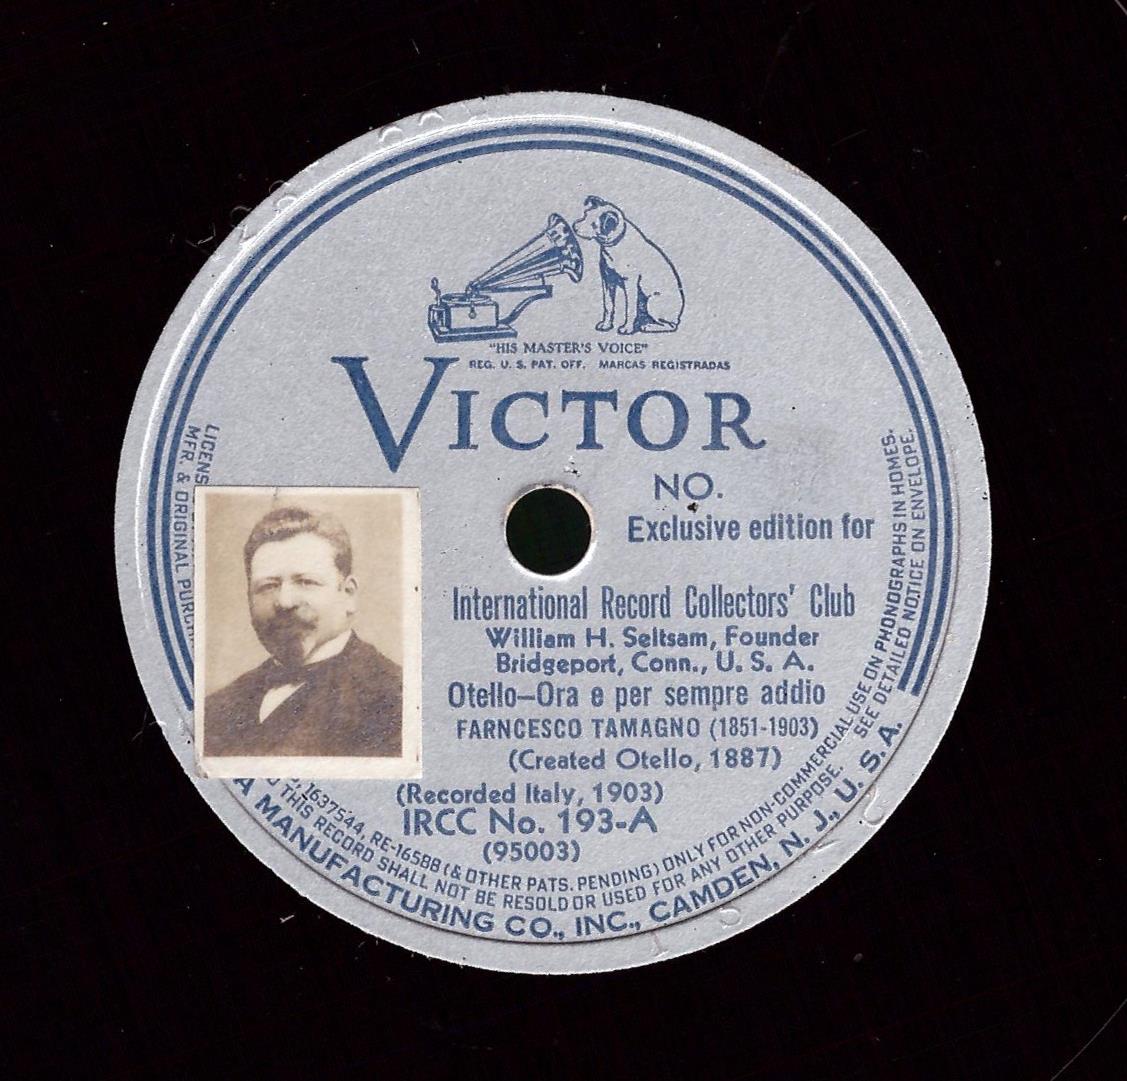 "HIS MASTER'S VOICE"
REG. U. S. PAT. OFF. MARCAS REGISTRADAS
VICTOR
NO.
Exclusive edition for
International Record Collectors' Club
William H. Seltsam, Founder
Bridgeport, Conn., U. S. A.
Otello—Ora e per sempre addio
FARNCESCO TAMAGNO (1851-1903)
(Created Otello, 1887)
(Recorded Italy, 1903)
IRCC No. 193-A
(95003)
LICENS
MFR. & ORIGINAL PURCH
1637544, RE-16588 (& OTHER PATS. PENDING) ONLY FOR NON-COMMERCIAL USE ON PHONOGRAPHS IN HOMES.
THIS RECORD SHALL NOT BE RESOLD OR USED FOR ANY OTHER PURPOSE. SEE DETAILED NOTICE ON ENVELOPE.
A MANUFACTURING CO., INC., CAMDEN, N. J., U. S. A.